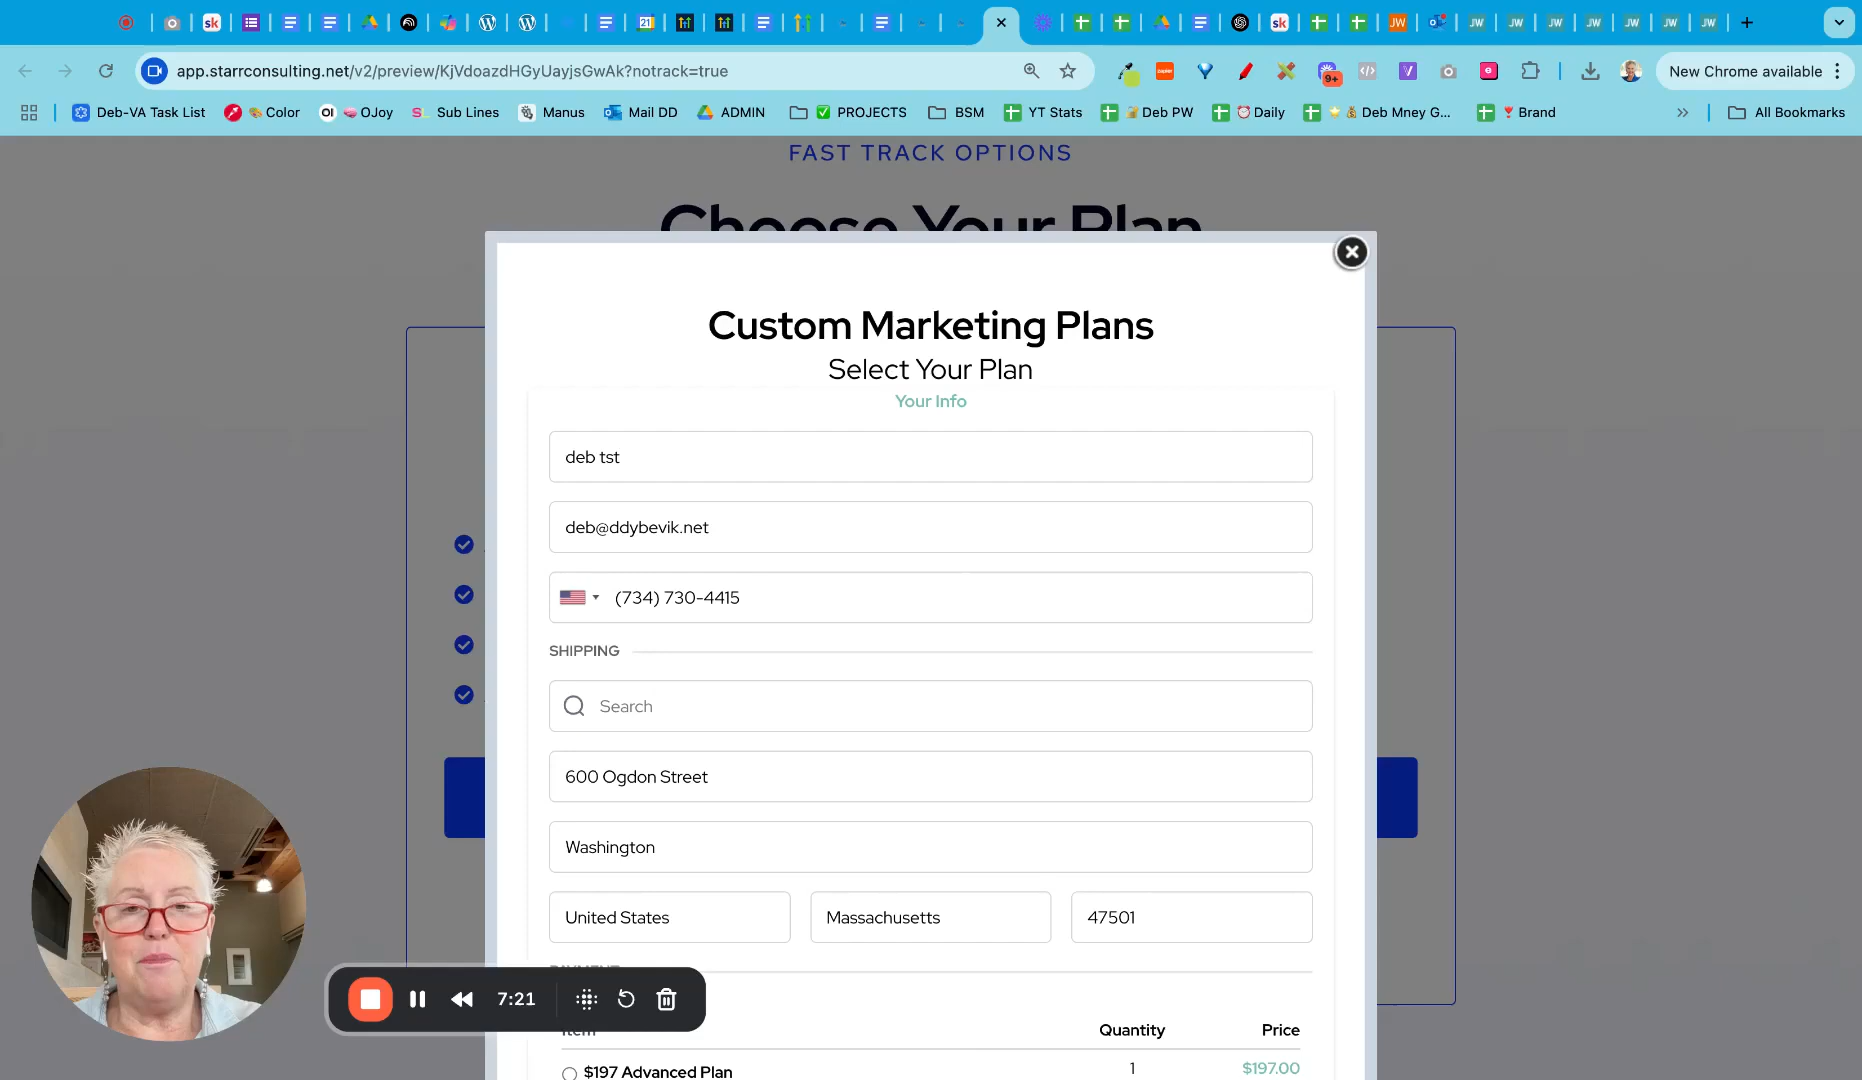 app.starrconsulting.net/v2/preview/KjVdoazdHGyUayjsGwAk?notrack=true
New Chrome available
Deb-VA Task List
Color
OJoy
Sub Lines
Manus
Mail DD
ADMIN
PROJECTS
BSM
YT Stats
Deb PW
Daily
Deb Mney G...
Brand
All Bookmarks
FAST TRACK OPTIONS
Choose Your Plan
Custom Marketing Plans
Select Your Plan
Your Info
deb tst
deb@ddybevik.net
(734) 730-4415
SHIPPING
Search
600 Ogdon Street
Washington
United States
Massachusetts
47501
PAYMENT
7:21
Item
Quantity
Price
$197 Advanced Plan
1
$197.00